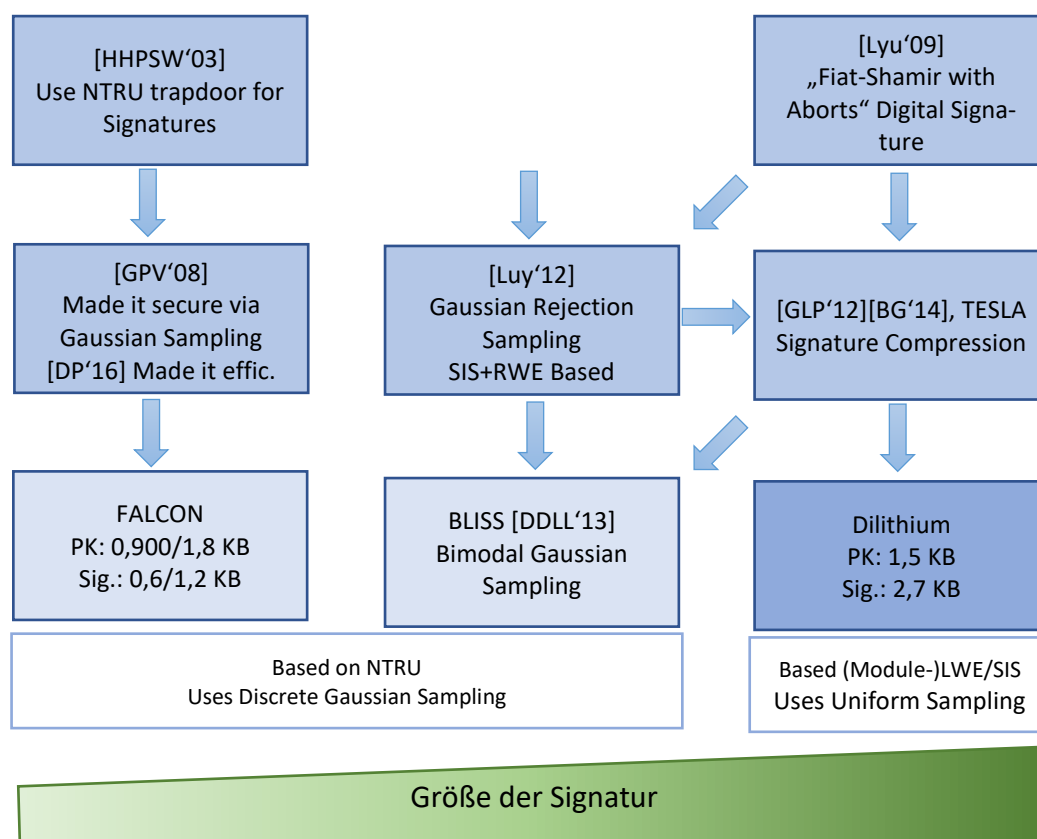 [HHPSW‘03]
Use NTRU trapdoor for
Signatures
[Lyu‘09]
„Fiat-Shamir with
Aborts“ Digital Signa-
ture
[GPV‘08]
Made it secure via
Gaussian Sampling
[DP‘16] Made it effic.
[Luy‘12]
Gaussian Rejection
Sampling
SIS+RWE Based
[GLP‘12][BG‘14], TESLA
Signature Compression
FALCON
PK: 0,900/1,8 KB
Sig.: 0,6/1,2 KB
BLISS [DDLL‘13]
Bimodal Gaussian
Sampling
Dilithium
PK: 1,5 KB
Sig.: 2,7 KB
Based on NTRU
Uses Discrete Gaussian Sampling
Based (Module-)LWE/SIS
Uses Uniform Sampling
Größe der Signatur